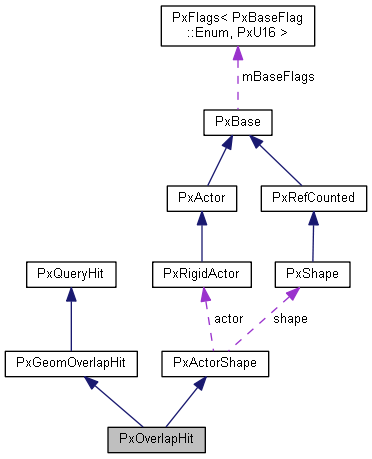 PxFlags< PxBaseFlag
::Enum, PxU16 >
mBaseFlags
PxBase
PxActor
PxRefCounted
PxQueryHit
PxRigidActor
PxShape
actor
shape
PxGeomOverlapHit
PxActorShape
PxOverlapHit